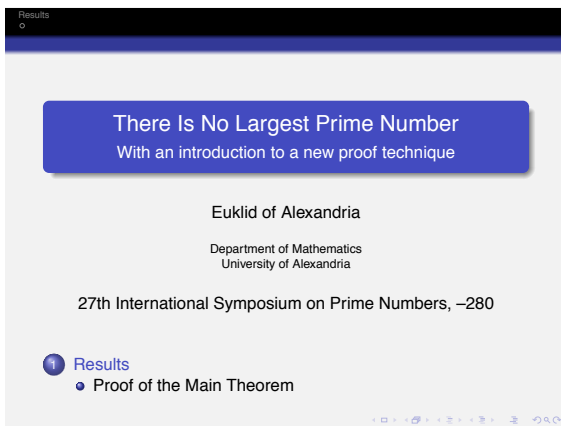 Results
There Is No Largest Prime Number
With an introduction to a new proof technique
Euklid of Alexandria
Department of Mathematics
University of Alexandria
27th International Symposium on Prime Numbers, –280
1 Results
Proof of the Main Theorem